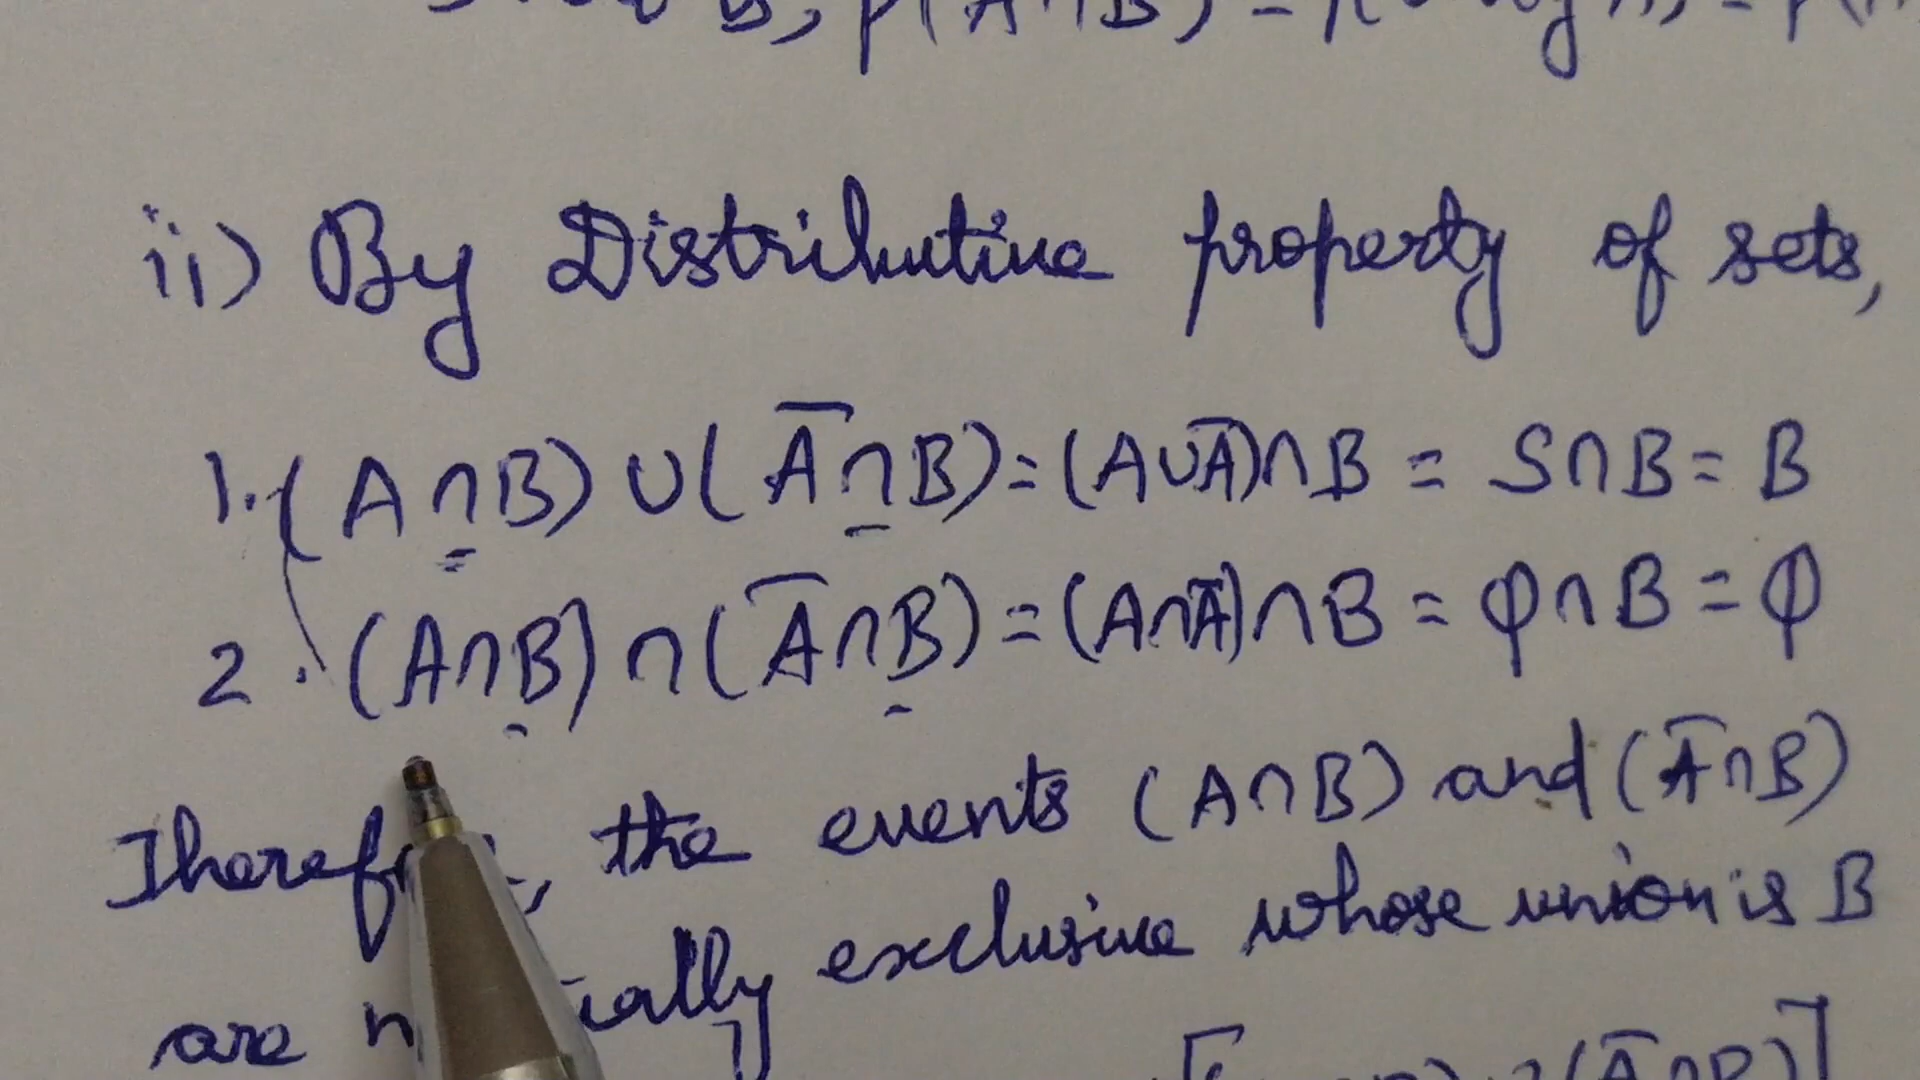 B, P(A∩B) =
ii) By Distributive property of sets,
1. (A∩B) ∪ (A̅∩B) = (A∪A̅)∩B = S∩B = B
2. (A∩B) ∩ (A̅∩B) = (A∩A̅)∩B = φ∩B = φ
the events (A∩B) and (A̅∩B)
are exclusive whose union is B
(A̅∩B)]